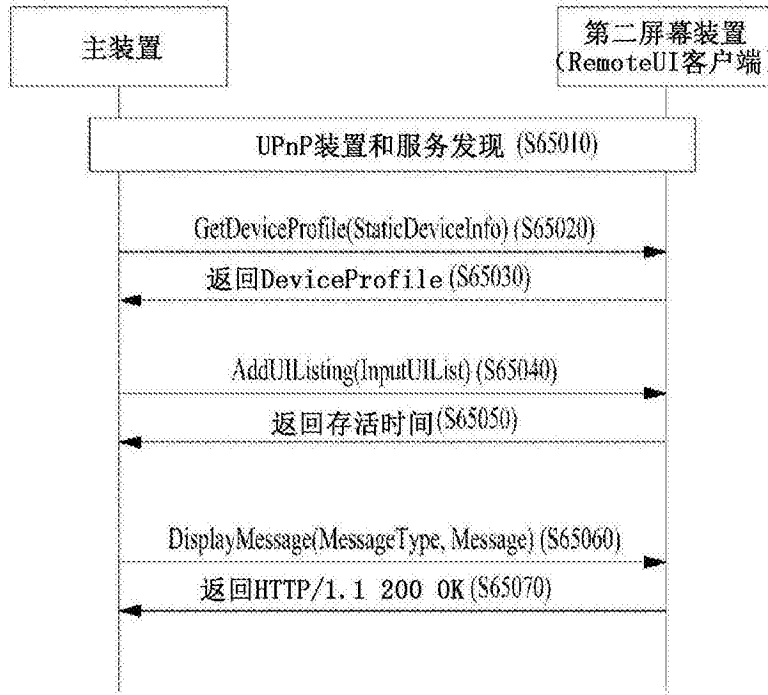 主装置
第二屏幕装置
(RemoteUI客户端)
UPnP装置和服务发现 (S65010)
GetDeviceProfile(StaticDeviceInfo) (S65020)
返回DeviceProfile(S65030)
AddUIListing(InputUIList) (S65040)
返回存活时间(S65050)
DisplayMessage(MessageType, Message) (S65060)
返回HTTP/1.1 200 OK(S65070)